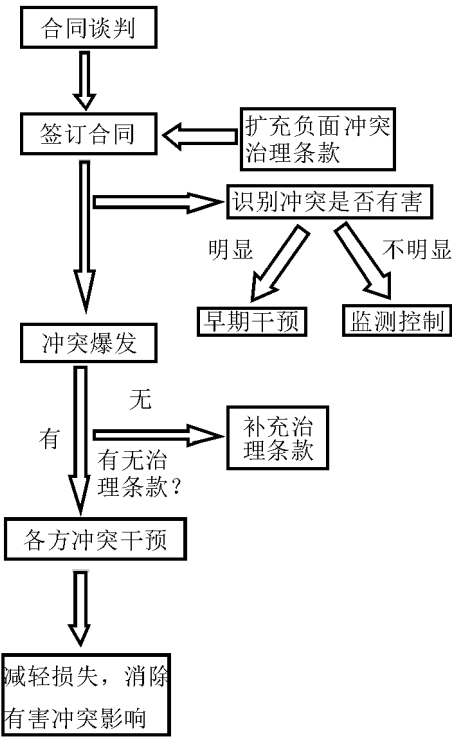 合同谈判
签订合同
扩充负面冲突
治理条款
识别冲突是否有害
明显
不明显
早期干预
监测控制
冲突爆发
无
有
补充治
理条款
有无治
理条款？
各方冲突干预
减轻损失，消除
有害冲突影响